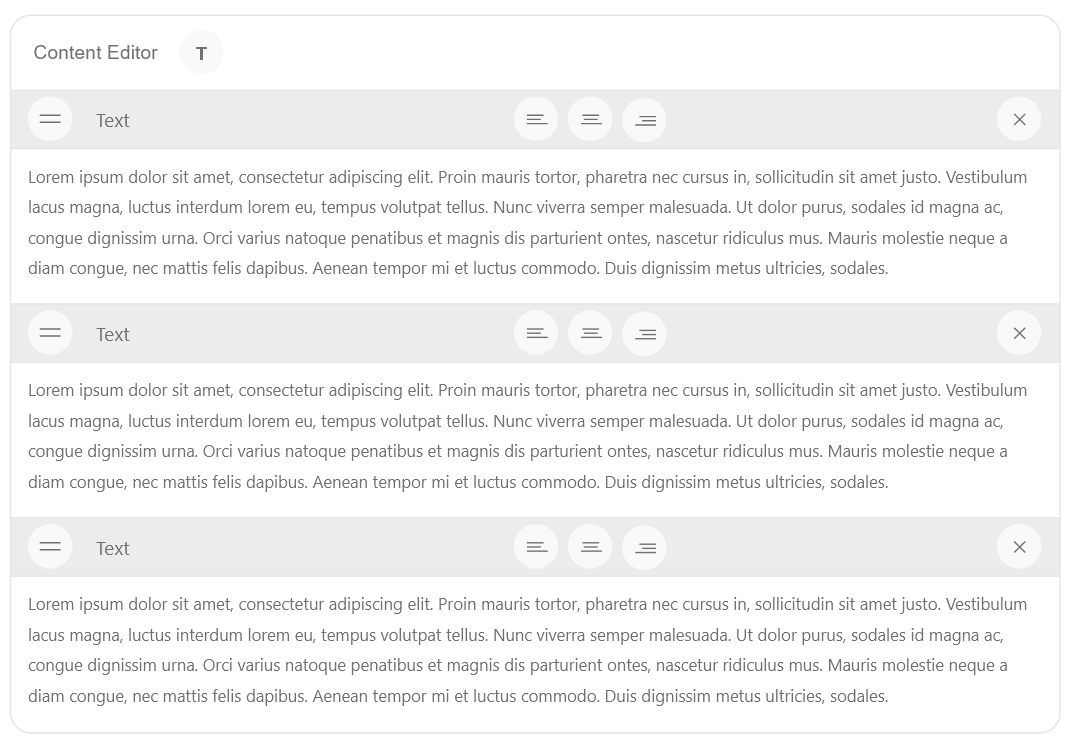 Content Editor T
Text
Lorem ipsum dolor sit amet, consectetur adipiscing elit. Proin mauris tortor, pharetra nec cursus in, sollicitudin sit amet justo. Vestibulum
lacus magna, luctus interdum lorem eu, tempus volutpat tellus. Nunc viverra semper malesuada. Ut dolor purus, sodales id magna ac,
congue dignissim urna. Orci varius natoque penatibus et magnis dis parturient ontes, nascetur ridiculus mus. Mauris molestie neque a
diam congue, nec mattis felis dapibus. Aenean tempor mi et luctus commodo. Duis dignissim metus ultricies, sodales.
Text
Lorem ipsum dolor sit amet, consectetur adipiscing elit. Proin mauris tortor, pharetra nec cursus in, sollicitudin sit amet justo. Vestibulum
lacus magna, luctus interdum lorem eu, tempus volutpat tellus. Nunc viverra semper malesuada. Ut dolor purus, sodales id magna ac,
congue dignissim urna. Orci varius natoque penatibus et magnis dis parturient ontes, nascetur ridiculus mus. Mauris molestie neque a
diam congue, nec mattis felis dapibus. Aenean tempor mi et luctus commodo. Duis dignissim metus ultricies, sodales.
Text
Lorem ipsum dolor sit amet, consectetur adipiscing elit. Proin mauris tortor, pharetra nec cursus in, sollicitudin sit amet justo. Vestibulum
lacus magna, luctus interdum lorem eu, tempus volutpat tellus. Nunc viverra semper malesuada. Ut dolor purus, sodales id magna ac,
congue dignissim urna. Orci varius natoque penatibus et magnis dis parturient ontes, nascetur ridiculus mus. Mauris molestie neque a
diam congue, nec mattis felis dapibus. Aenean tempor mi et luctus commodo. Duis dignissim metus ultricies, sodales.